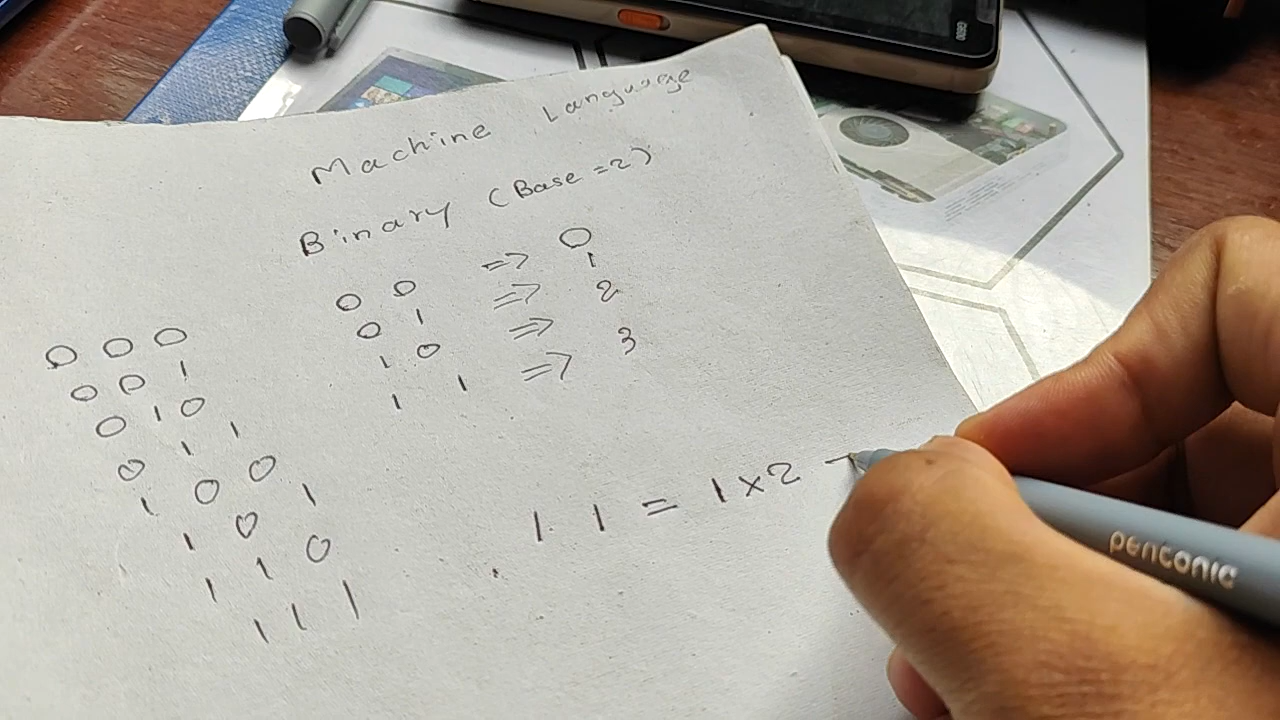 Machine Language
Binary (Base = 2)
0 0 => 0
0 1 => 1
1 0 => 2
1 1 => 3
0 0 0
0 0 1
0 1 0
0 1 1
1 0 0
1 0 1
1 1 0
1 1 1
1 1 = 1 × 2
pentonic